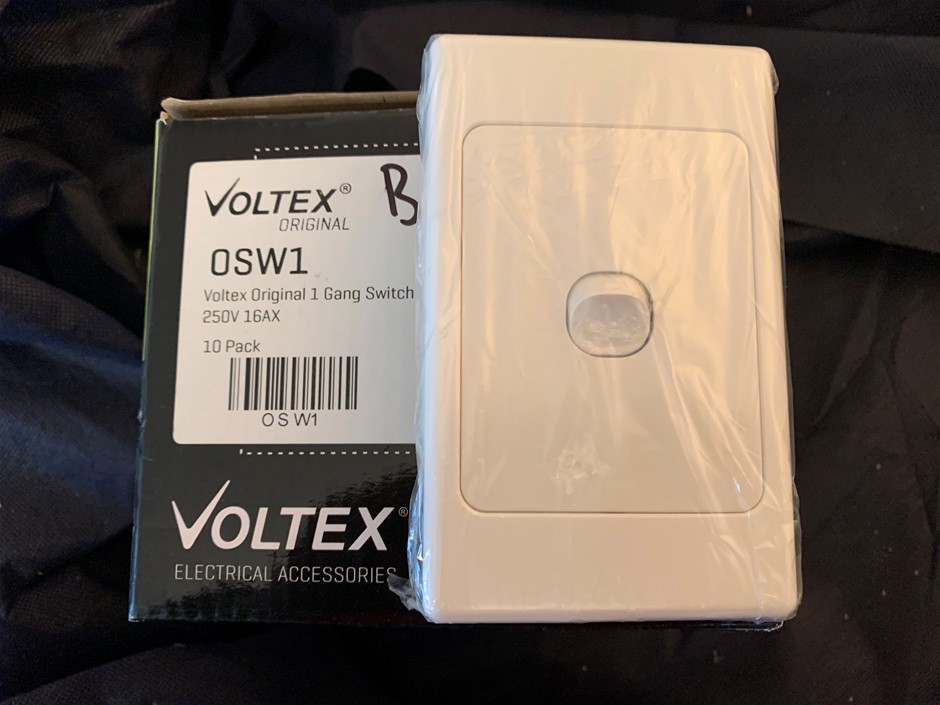 VOLTEX®
ORIGINAL
B
OSW1
Voltex Original 1 Gang Switch
250V 16AX
10 Pack
OSW1
VOLTEX®
ELECTRICAL ACCESSORIES